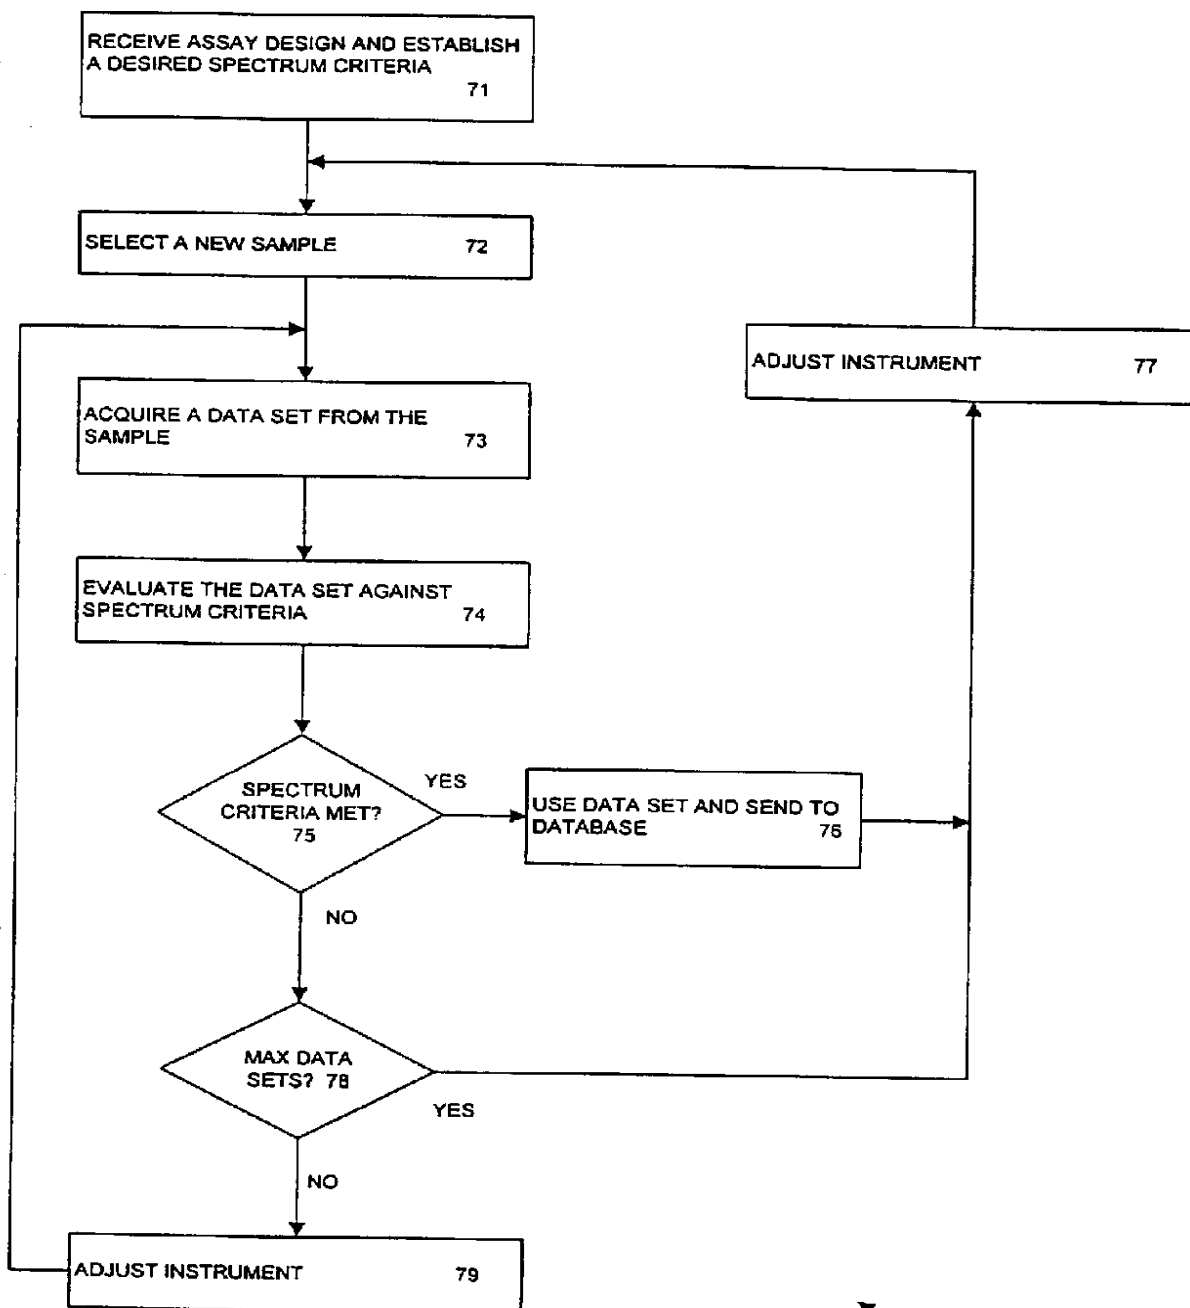 RECEIVE ASSAY DESIGN AND ESTABLISH
A DESIRED SPECTRUM CRITERIA
71
SELECT A NEW SAMPLE 72
ADJUST INSTRUMENT 77
ACQUIRE A DATA SET FROM THE
SAMPLE 73
EVALUATE THE DATA SET AGAINST
SPECTRUM CRITERIA 74
SPECTRUM
CRITERIA MET?
75
YES
USE DATA SET AND SEND TO
DATABASE 76
NO
MAX DATA
SETS? 78
YES
NO
ADJUST INSTRUMENT 79